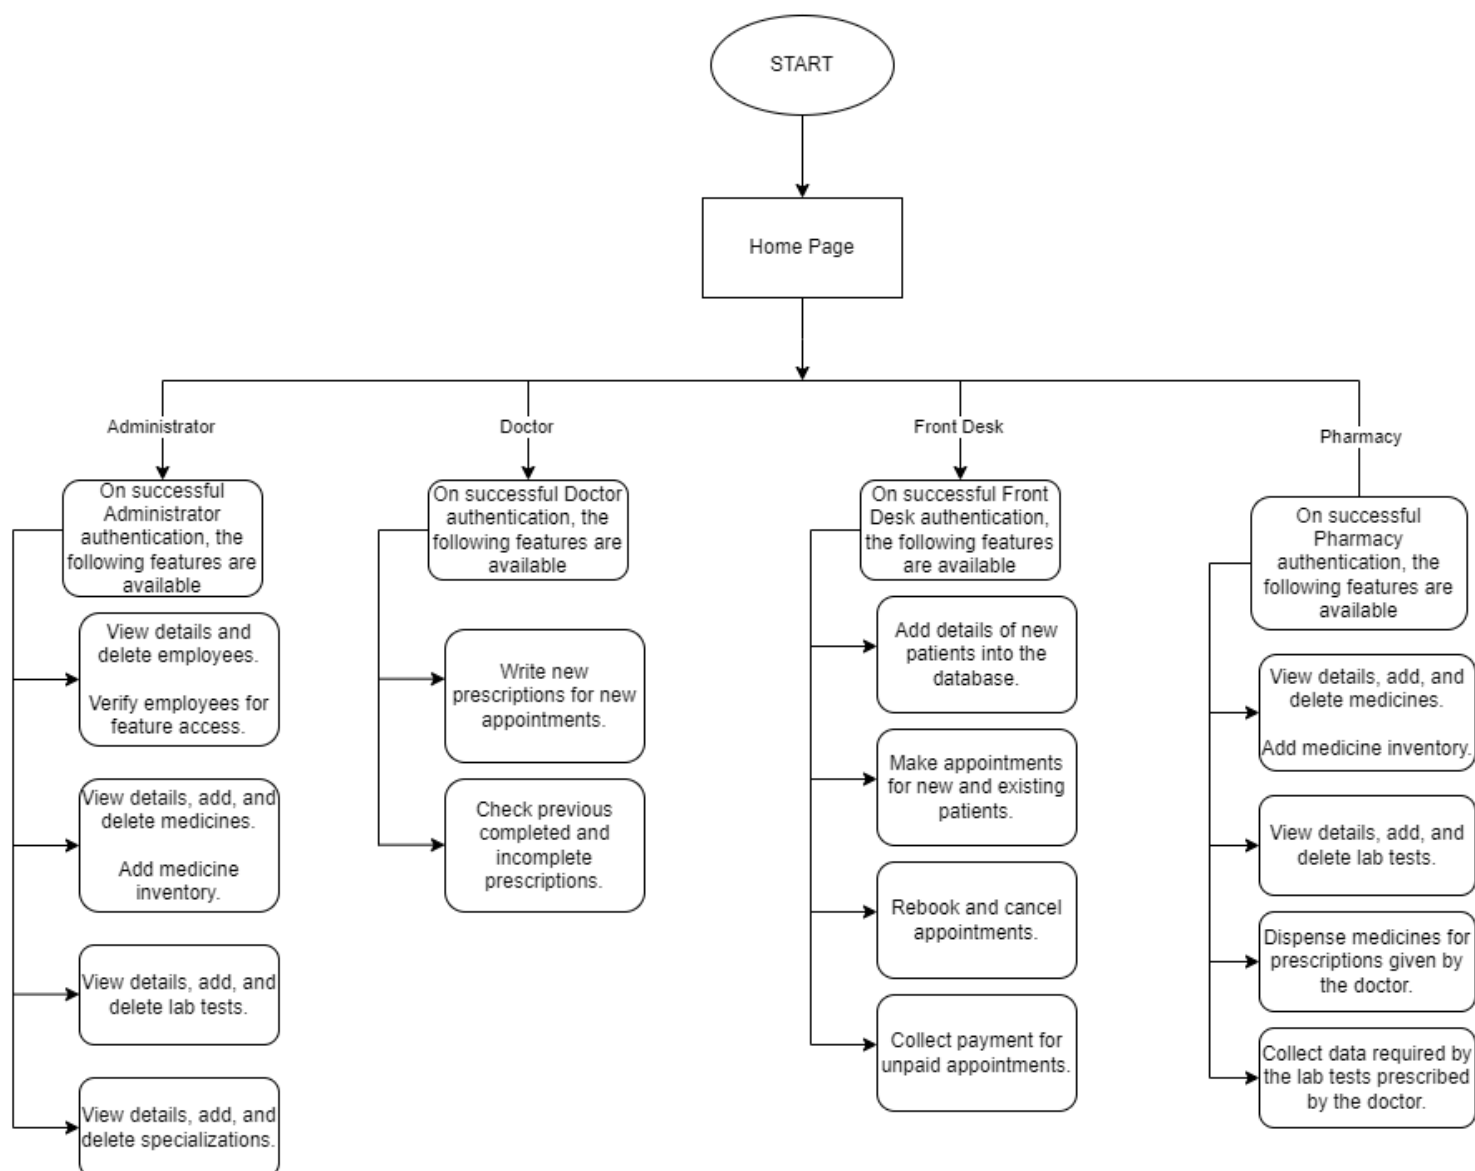 START
Home Page
Administrator
Doctor
Front Desk
Pharmacy
On successful
Administrator
authentication, the
following features are
available
View details and
delete employees.
Verify employees for
feature access.
View details, add, and
delete medicines.
Add medicine
inventory.
View details, add, and
delete lab tests.
View details, add, and
delete specializations.
On successful Doctor
authentication, the
following features are
available
Write new
prescriptions for new
appointments.
Check previous
completed and
incomplete
prescriptions.
On successful Front
Desk authentication,
the following features
are available
Add details of new
patients into the
database.
Make appointments
for new and existing
patients.
Rebook and cancel
appointments.
Collect payment for
unpaid appointments.
On successful
Pharmacy
authentication, the
following features are
available
View details, add, and
delete medicines.
Add medicine inventory.
View details, add, and
delete lab tests.
Dispense medicines for
prescriptions given by
the doctor.
Collect data required by
the lab tests prescribed
by the doctor.